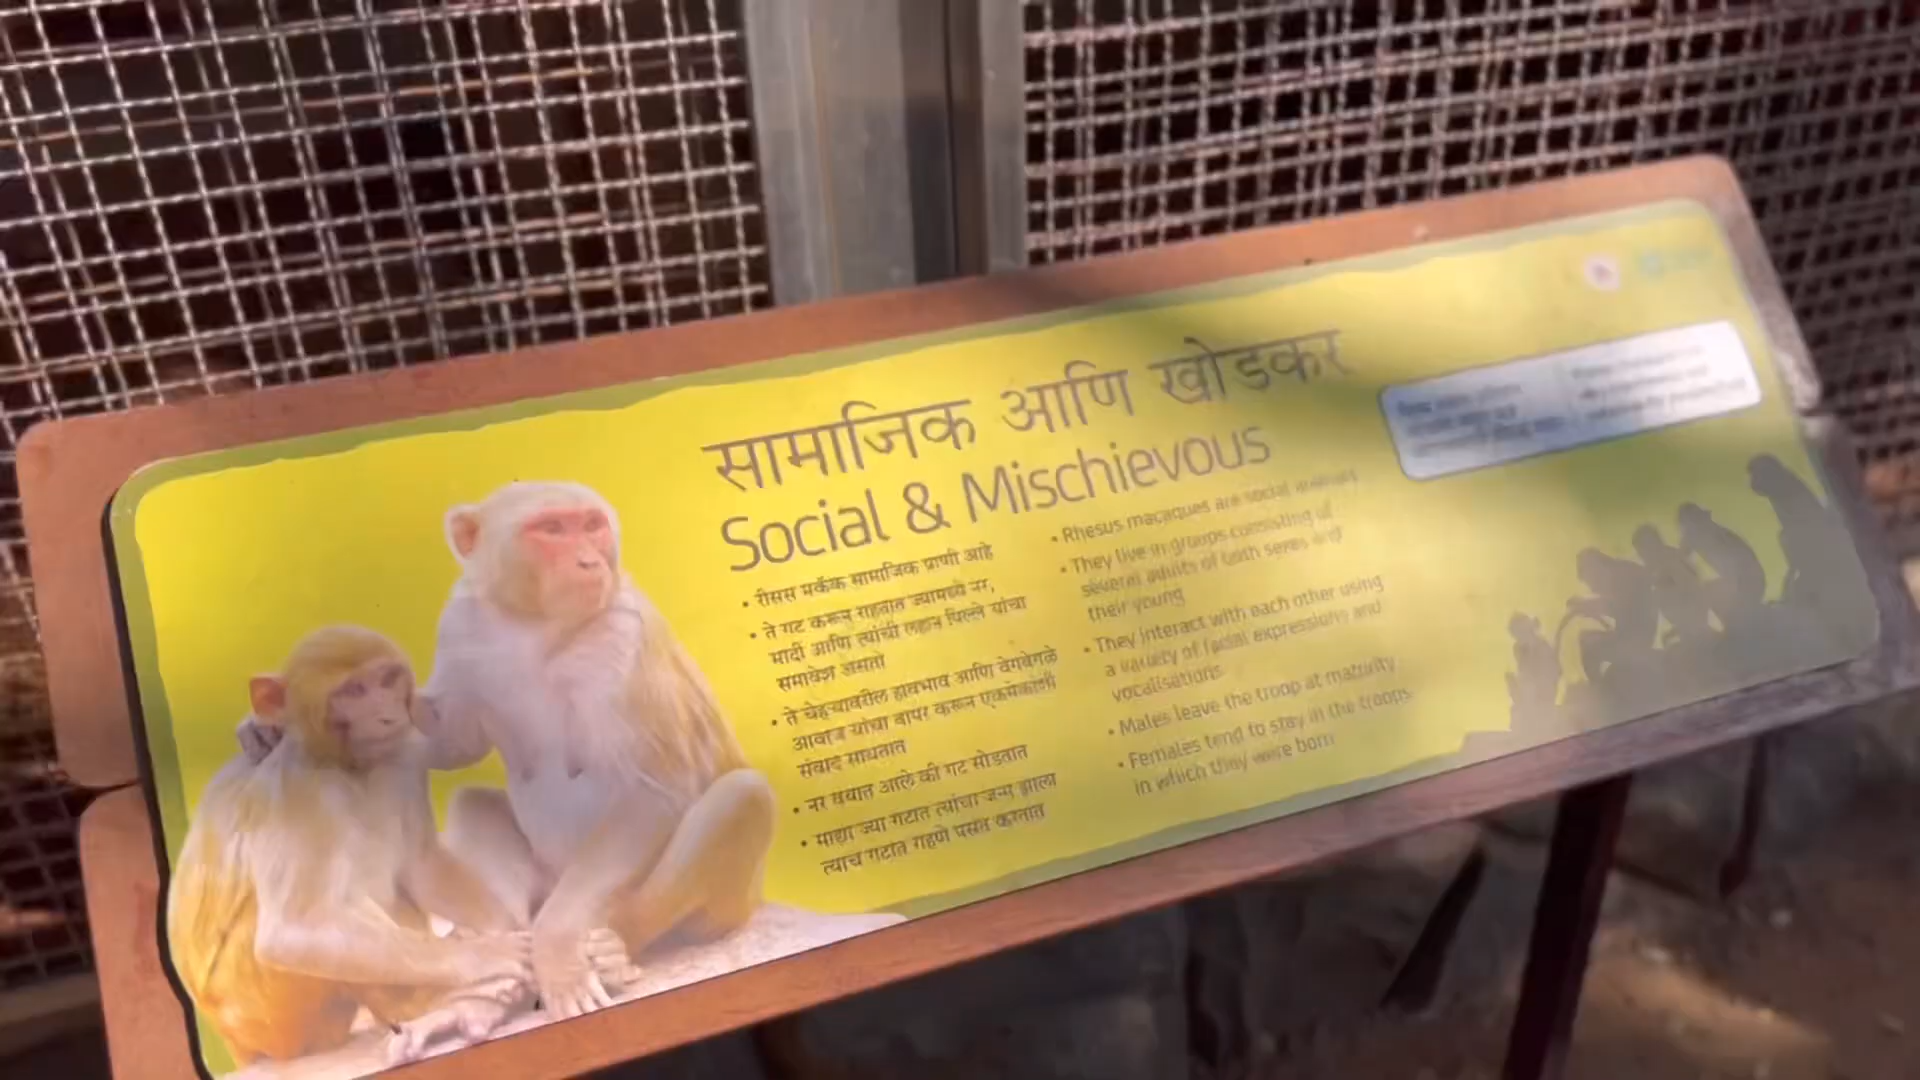 सामाजिक आणि खोडकर
Social & Mischievous
• रीसस मकॅक सामाजिक प्राणी आहे
• ते गट करून राहतात ज्यामध्ये नर,
मादी आणि त्यांची लहान पिल्ले यांचा
समावेश असतो
• ते चेहऱ्यावरील हावभाव आणि वेगवेगळे
आवाज यांचा वापर करून एकमेकांशी
संवाद साधतात
• नर वयात आले की गट सोडतात
• माद्या ज्या गटात त्यांचा जन्म झाला
त्याच गटात राहणे पसंत करतात
• Rhesus macaques are social animals
• They live in groups consisting of
several adults of both sexes and
their young
• They interact with each other using
a variety of facial expressions and
vocalisations
• Males leave the troop at maturity
• Females tend to stay in the troops
in which they were born